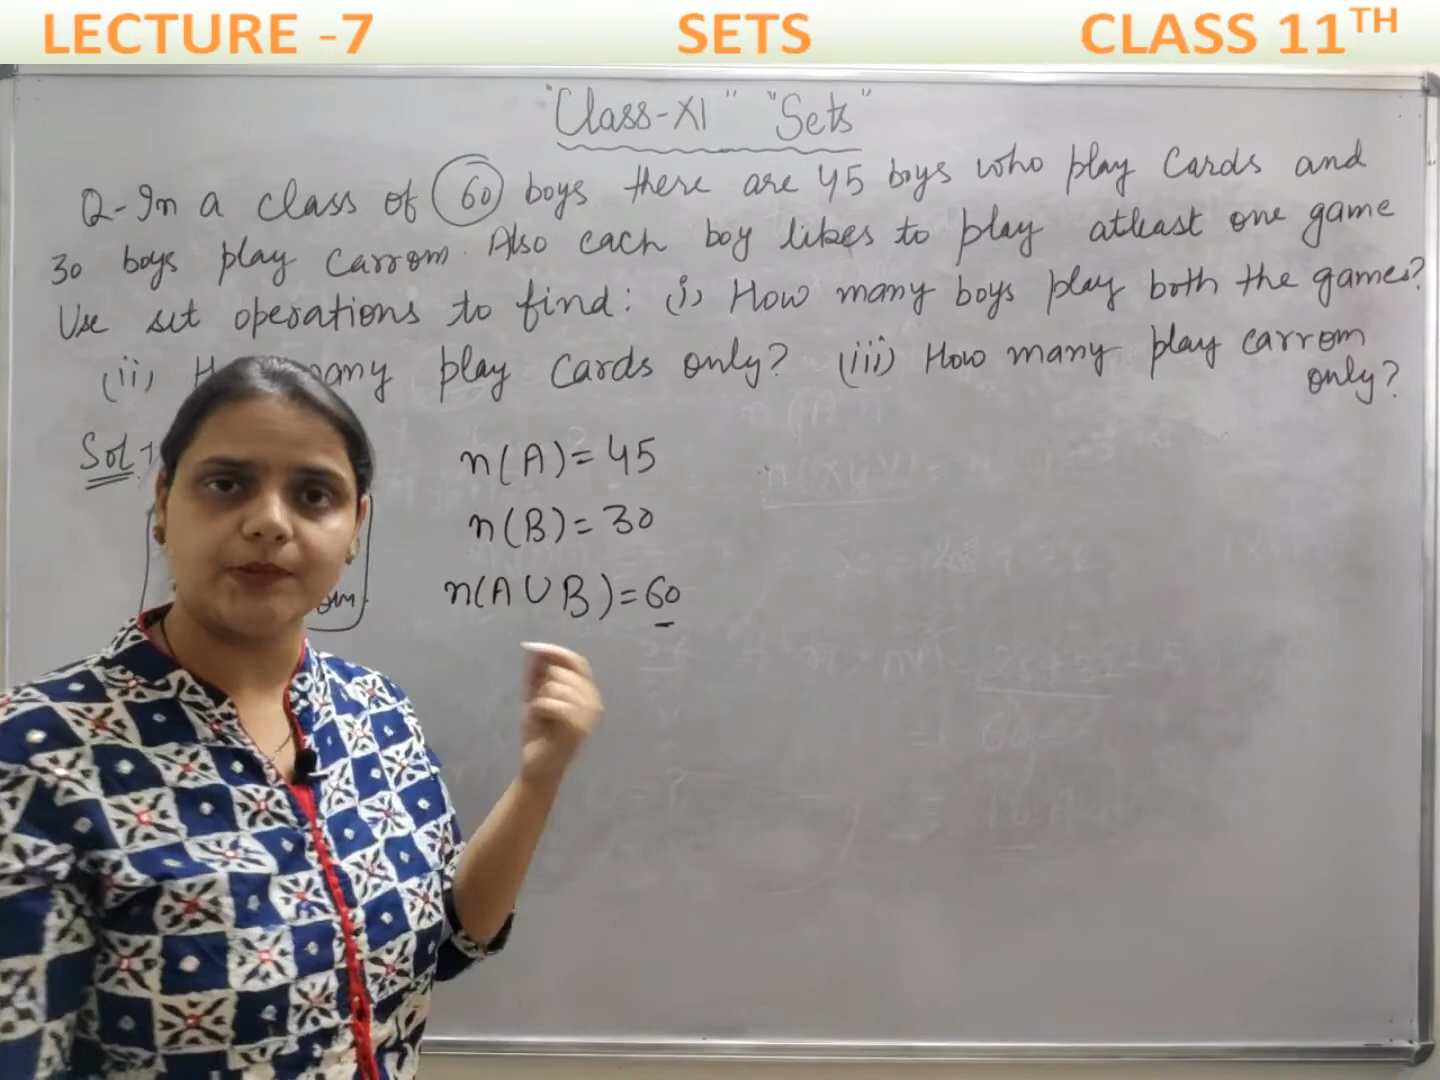 LECTURE -7 SETS CLASS 11TH
"Class-XI" "Sets"
Q-In a class of 60 boys there are 45 boys who play Cards and
30 boys play carrom. Also each boy likes to play atleast one game
Use set operations to find: (i) How many boys play both the games?
(ii) many play cards only? (iii) How many play carrom
only?
Sol
n(A)=45
n(B)=30
n(A∪B)=60